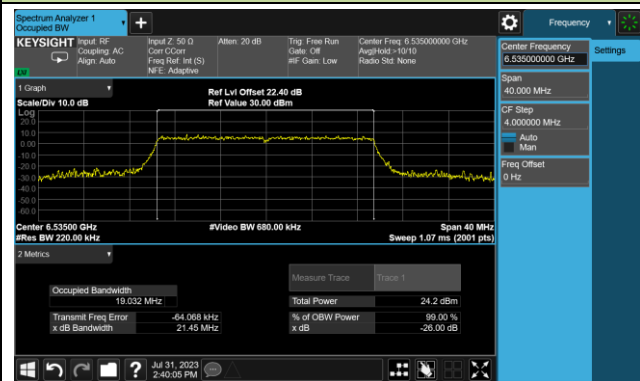 Spectrum Analyzer 1
Occupied BW
Frequency
KEYSIGHT
Input: RF
Coupling: AC
Align: Auto
Input Z: 50 Ω
Corr CCorr
Freq Ref: Int (S)
NFE: Adaptive
Atten: 20 dB
Trig: Free Run
Gate: Off
#IF Gain: Low
Center Freq: 6.535000000 GHz
Avg|Hold:>10/10
Radio Std: None
Center Frequency
6.535000000 GHz
Settings
Span
40.000 MHz
CF Step
4.000000 MHz
Auto
Man
Freq Offset
0 Hz
1 Graph
Scale/Div 10.0 dB
Ref Lvl Offset 22.40 dB
Ref Value 30.00 dBm
Log
20.0
10.0
0.00
-10.0
-20.0
-30.0
-40.0
-50.0
-60.0
Center 6.53500 GHz
#Video BW 680.00 kHz
Span 40 MHz
#Res BW 220.00 kHz
Sweep 1.07 ms (2001 pts)
2 Metrics
Measure Trace
Trace 1
Occupied Bandwidth
19.032 MHz
Total Power
24.2 dBm
Transmit Freq Error
-64.068 kHz
% of OBW Power
99.00 %
x dB Bandwidth
21.45 MHz
x dB
-26.00 dB
?
Jul 31, 2023
2:40:05 PM